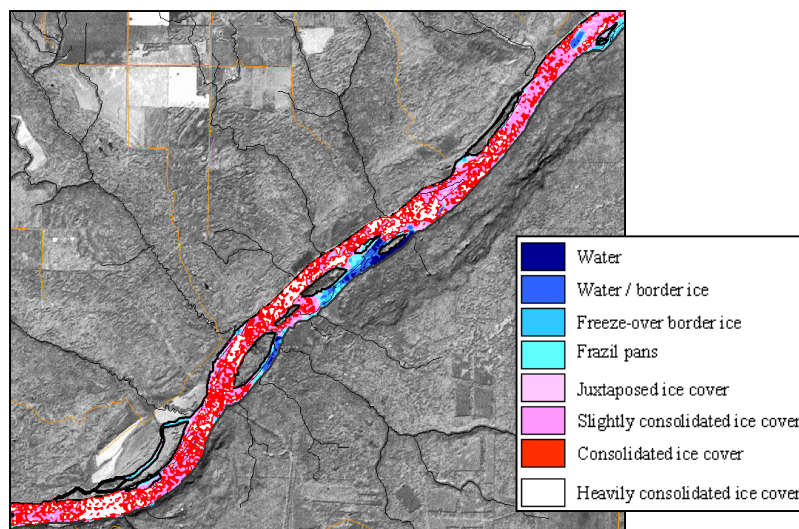 Water
Water / border ice
Freeze-over border ice
Frazil pans
Juxtaposed ice cover
Slightly consolidated ice cover
Consolidated ice cover
Heavily consolidated ice cover